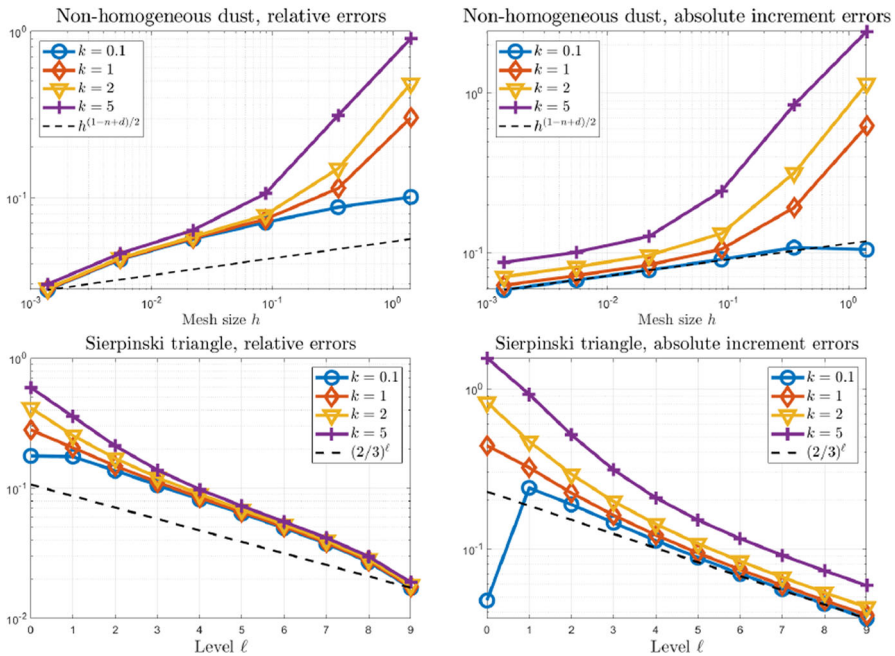 Non-homogeneous dust, relative errors
10^0
k = 0.1
k = 1
k = 2
k = 5
h^{(1-n+d)/2}
10^{-1}
10^{-3}
10^{-2}
10^{-1}
10^0
Mesh size h
Non-homogeneous dust, absolute increment errors
k = 0.1
k = 1
k = 2
k = 5
h^{(1-n+d)/2}
10^0
10^{-1}
10^{-3}
10^{-2}
10^{-1}
10^0
Mesh size h
Sierpinski triangle, relative errors
10^0
k = 0.1
k = 1
k = 2
k = 5
(2/3)^ℓ
10^{-1}
10^{-2}
0 1 2 3 4 5 6 7 8 9
Level ℓ
Sierpinski triangle, absolute increment errors
k = 0.1
k = 1
k = 2
k = 5
(2/3)^ℓ
10^0
10^{-1}
0 1 2 3 4 5 6 7 8 9
Level ℓ